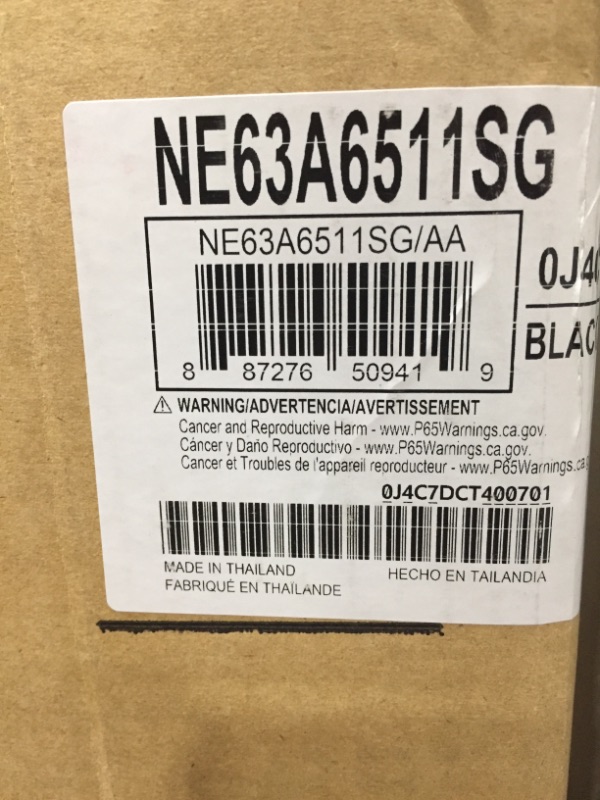 NE63A6511SG
NE63A6511SG/AA
8 87276 50941 9
0J4
BLAC
⚠ WARNING/ADVERTENCIA/AVERTISSEMENT
Cancer and Reproductive Harm - www.P65Warnings.ca.gov.
Cáncer y Daño Reproductivo - www.P65Warnings.ca.gov.
Cancer et Troubles de l'appareil reproducteur - www.P65Warnings.ca.
0J4C7DCT400701
MADE IN THAILAND
FABRIQUÉ EN THAÏLANDE
HECHO EN TAILANDIA